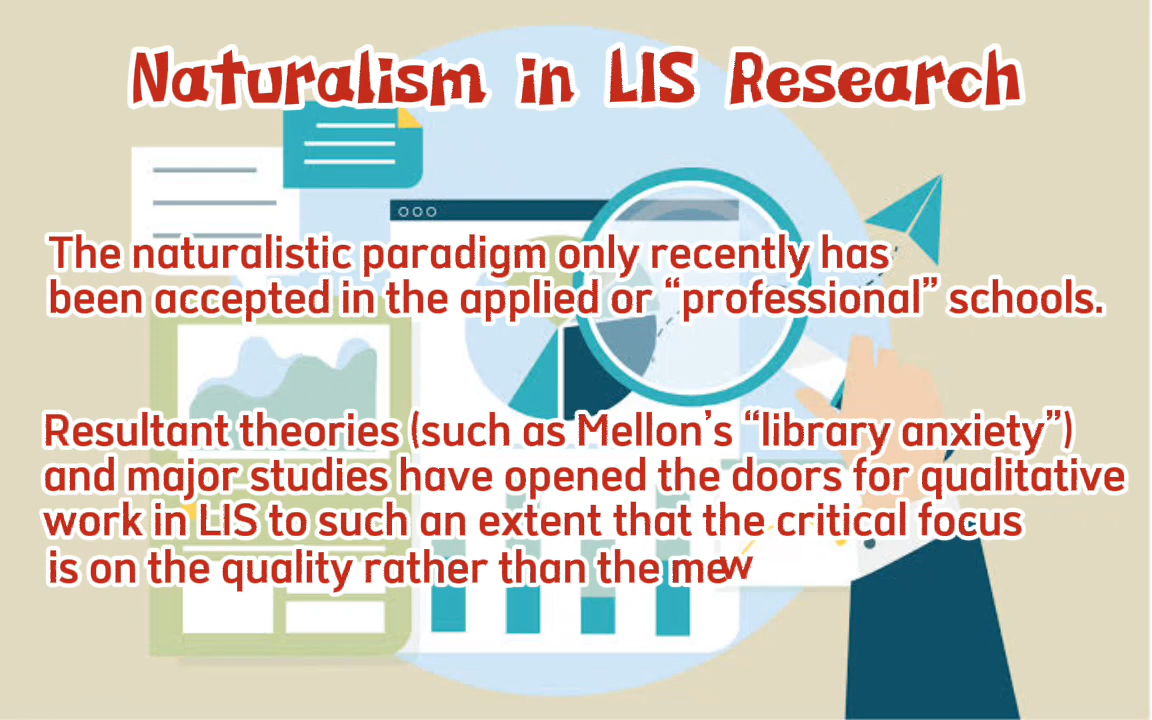 Naturalism in LIS Research
The naturalistic paradigm only recently has
been accepted in the applied or “professional” schools.
Resultant theories (such as Mellon’s “library anxiety”)
and major studies have opened the doors for qualitative
work in LIS to such an extent that the critical focus
is on the quality rather than the